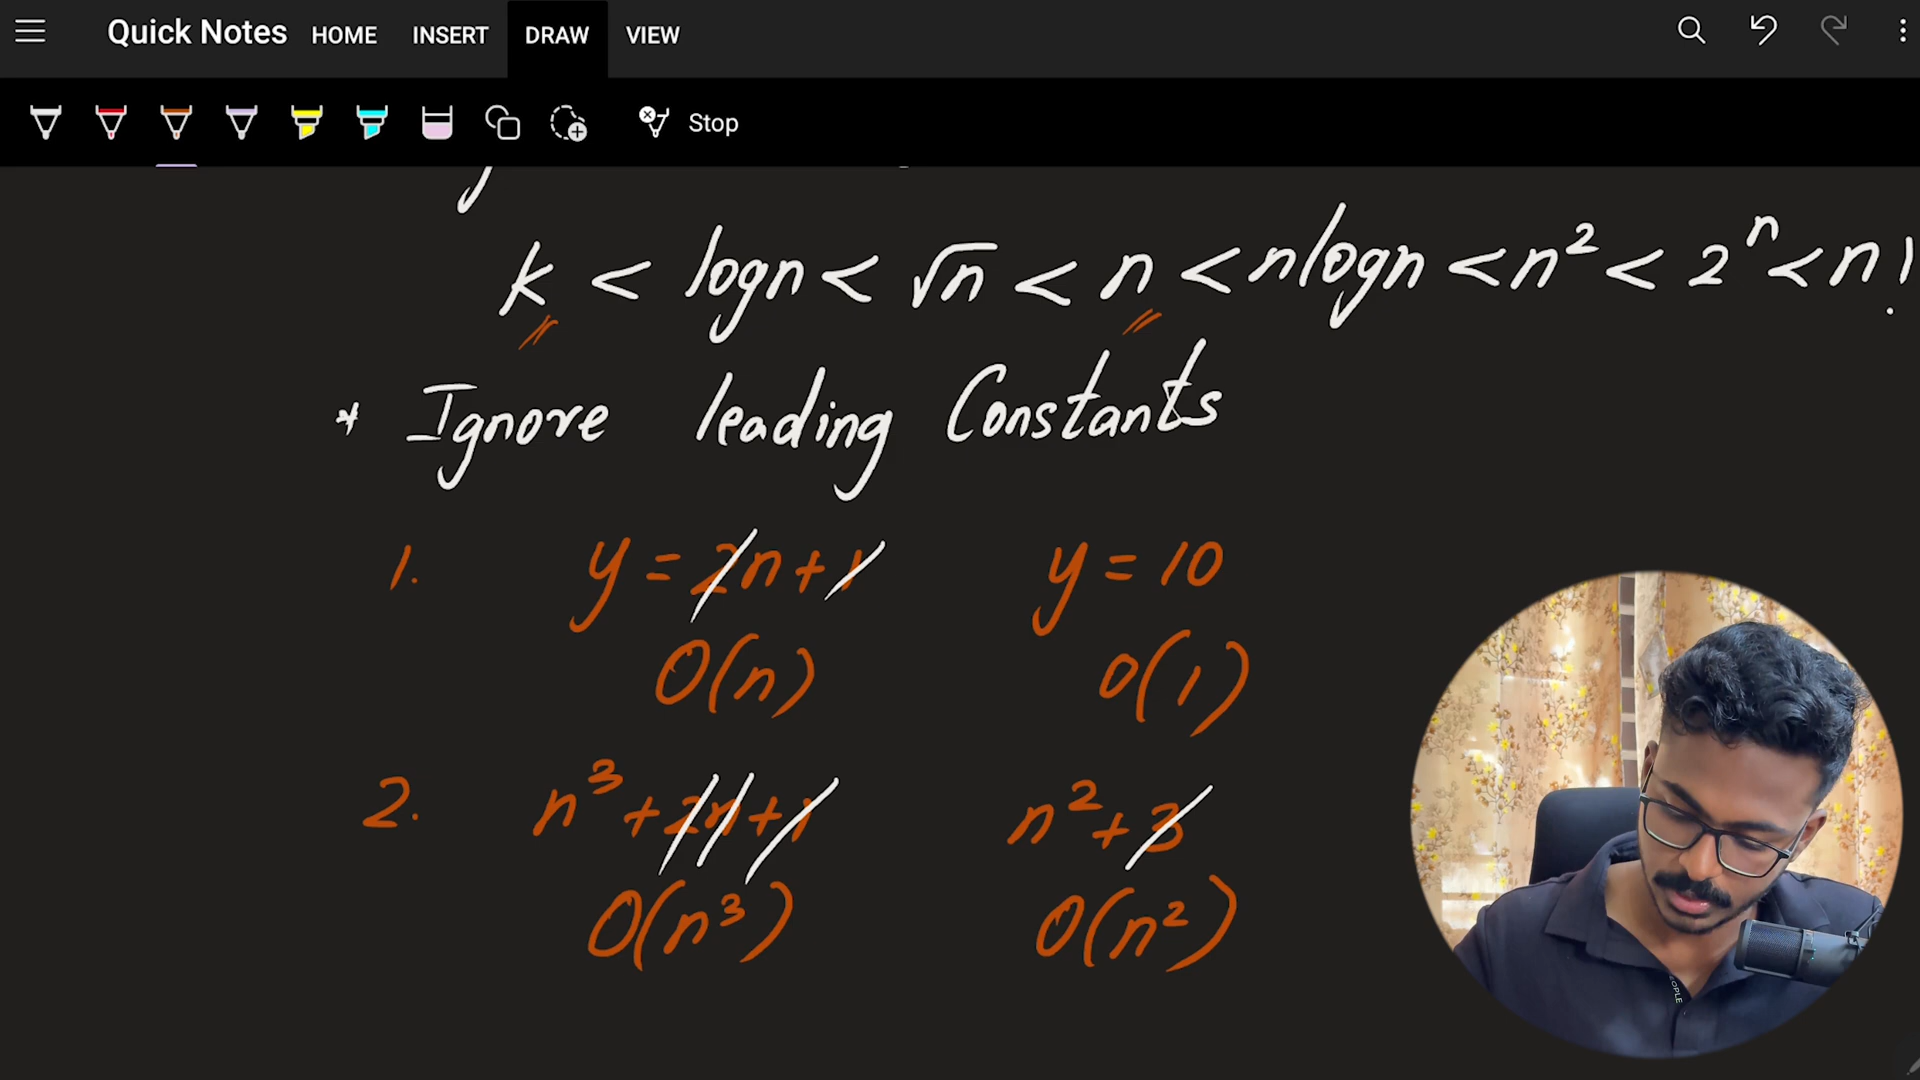 Quick Notes HOME INSERT DRAW VIEW
Stop
k < logn < √n < n < nlogn < n² < 2ⁿ < n!
* Ignore leading Constants
1. y = 2n+1 y = 10
O(n) O(1)
2. n³+2n+1 n²+3
O(n³) O(n²)